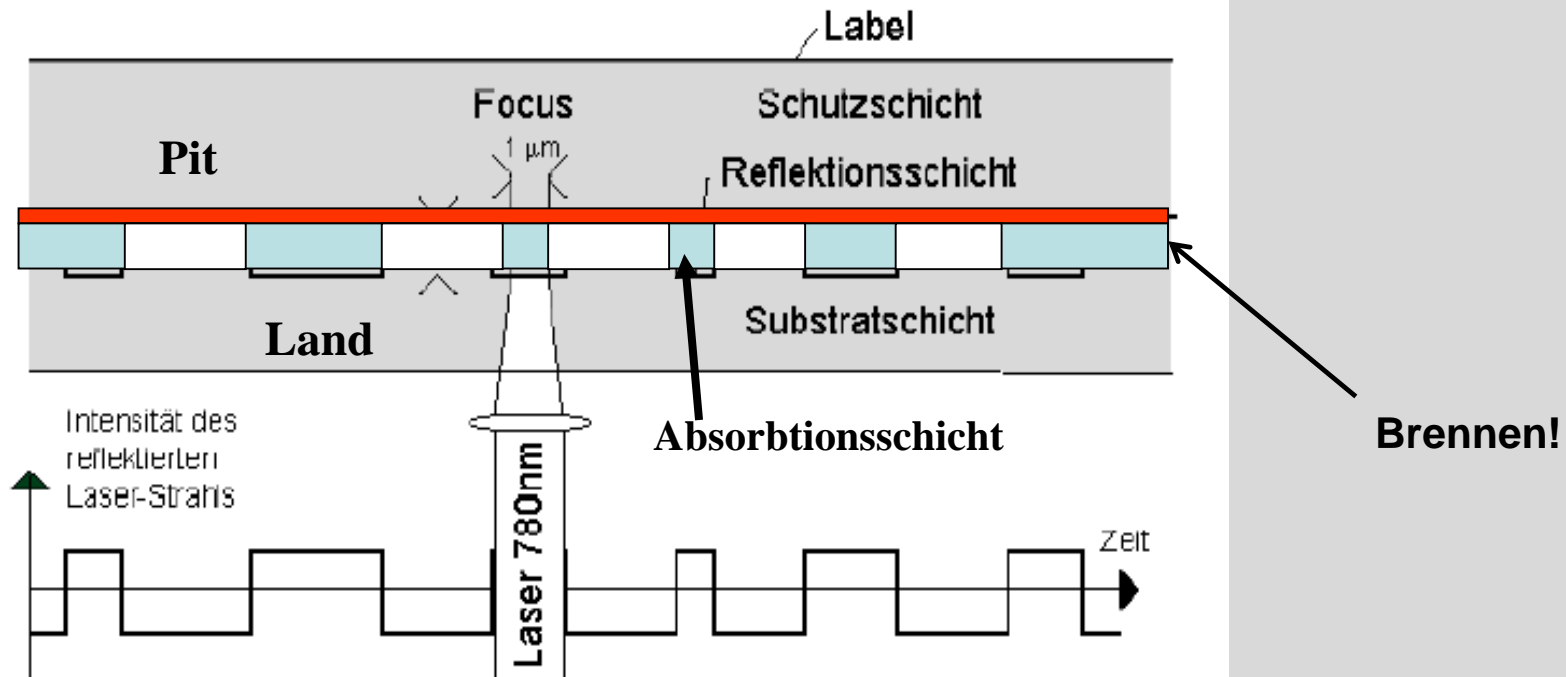 Label
Focus
Schutzschicht
Pit
1 µm
Reflektionsschicht
Land
Substratschicht
Intensität des
reflektierten
Laser-Strahls
Absorbtionsschicht
Brennen!
Laser 780nm
Zeit